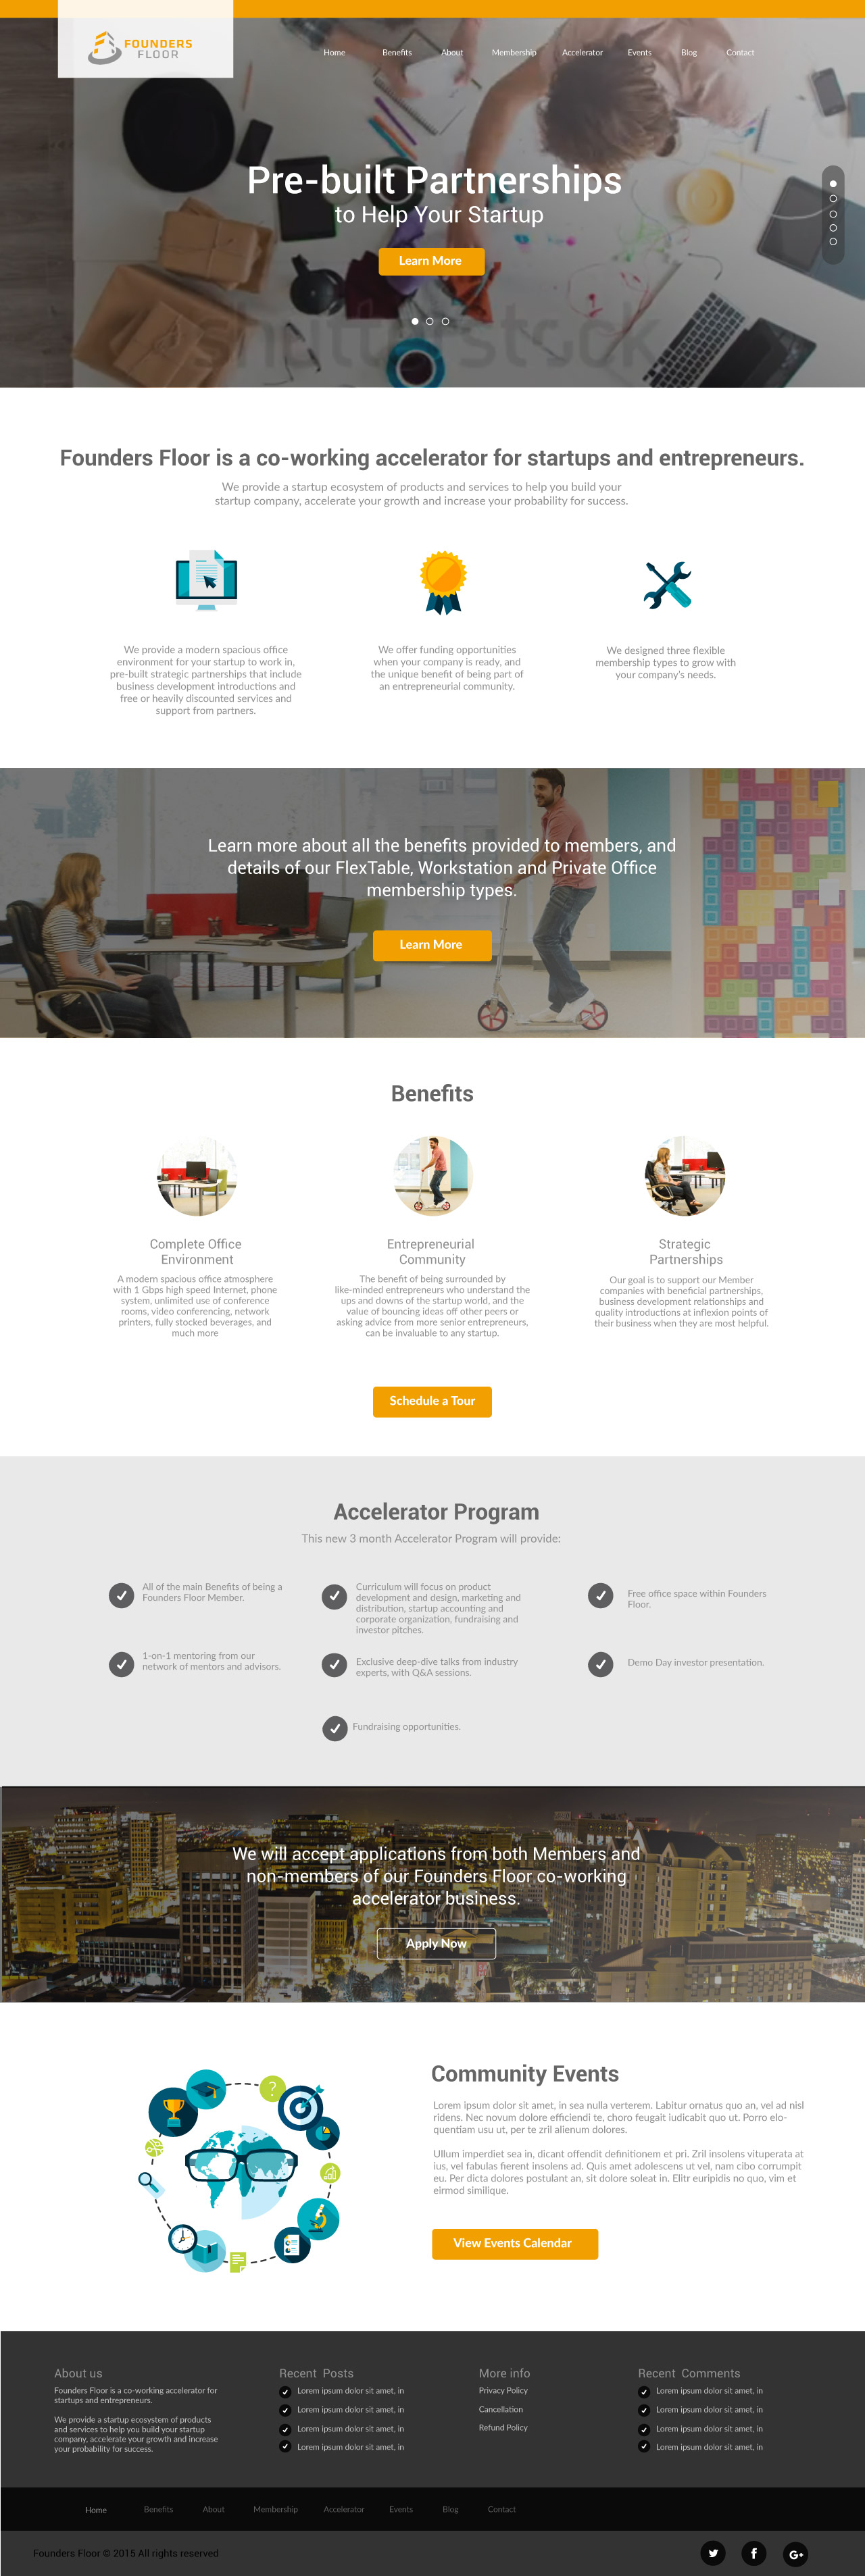 FOUNDERS
FLOOR
Home Benefits About Membership Accelerator Events Blog Contact
Pre-built Partnerships
to Help Your Startup
Learn More
shutterstock
Founders Floor is a co-working accelerator for startups and entrepreneurs.
We provide a startup ecosystem of products and services to help you build your
startup company, accelerate your growth and increase your probability for success.
We provide a modern spacious office
environment for your startup to work in,
pre-built strategic partnerships that include
business development introductions and
free or heavily discounted services and
support from partners.
We offer funding opportunities
when your company is ready, and
the unique benefit of being part of
an entrepreneurial community.
We designed three flexible
membership types to grow with
your company's needs.
Learn more about all the benefits provided to members, and
details of our FlexTable, Workstation and Private Office
membership types.
Learn More
Benefits
Complete Office
Environment
A modern spacious office atmosphere
with 1 Gbps high speed Internet, phone
system, unlimited use of conference
rooms, video conferencing, network
printers, fully stocked beverages, and
much more
Entrepreneurial
Community
The benefit of being surrounded by
like-minded entrepreneurs who understand the
ups and downs of the startup world, and the
value of bouncing ideas off other peers or
asking advice from more senior entrepreneurs,
can be invaluable to any startup.
Strategic
Partnerships
Our goal is to support our Member
companies with beneficial partnerships,
business development relationships and
quality introductions at inflexion points of
their business when they are most helpful.
Schedule a Tour
Accelerator Program
This new 3 month Accelerator Program will provide:
All of the main Benefits of being a
Founders Floor Member.
Curriculum will focus on product
development and design, marketing and
distribution, startup accounting and
corporate organization, fundraising and
investor pitches.
Free office space within Founders
Floor.
1-on-1 mentoring from our
network of mentors and advisors.
Exclusive deep-dive talks from industry
experts, with Q&A sessions.
Demo Day investor presentation.
Fundraising opportunities.
We will accept applications from both Members and
non-members of our Founders Floor co-working
accelerator business.
Apply Now
Community Events
Lorem ipsum dolor sit amet, in sea nulla verterem. Labitur ornatus quo an, vel ad nisl
ridens. Nec novum dolore efficiendi te, choro feugait iudicabit quo ut. Porro elo-
quentiam usu ut, per te zril alienum dolores.
Ullum imperdiet sea in, dicant offendit definitionem et pri. Zril insolens vituperata at
ius, vel fabulas fierent insolens ad. Quis amet adolescens ut vel, nam cibo corrumpit
eu. Per dicta dolores postulant an, sit dolore soleat in. Elitr euripidis no quo, vim et
eirmod similique.
View Events Calendar
About us
Founders Floor is a co-working accelerator for
startups and entrepreneurs.
We provide a startup ecosystem of products
and services to help you build your startup
company, accelerate your growth and increase
your probability for success.
Recent Posts
Lorem ipsum dolor sit amet, in
Lorem ipsum dolor sit amet, in
Lorem ipsum dolor sit amet, in
Lorem ipsum dolor sit amet, in
More info
Privacy Policy
Cancellation
Refund Policy
Recent Comments
Lorem ipsum dolor sit amet, in
Lorem ipsum dolor sit amet, in
Lorem ipsum dolor sit amet, in
Lorem ipsum dolor sit amet, in
Home Benefits About Membership Accelerator Events Blog Contact
Founders Floor © 2015 All rights reserved
f
G+